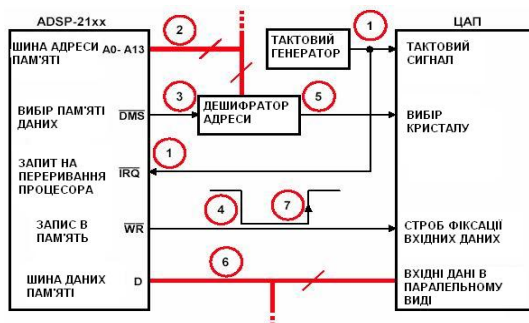 ADSP-21xx
ШИНА АДРЕСИ
ПАМ'ЯТІ
A0- A13
ВИБІР ПАМ'ЯТІ
ДАНИХ
DMS
ЗАПИТ НА
ПЕРЕРИВАННЯ
ПРОЦЕСОРА
IRQ
ЗАПИС В
ПАМ'ЯТЬ
WR
ШИНА ДАНИХ
ПАМ'ЯТІ
D
2
3
1
4
7
6
ТАКТОВИЙ
ГЕНЕРАТОР
1
ДЕШИФРАТОР
АДРЕСИ
5
ЦАП
ТАКТОВИЙ
СИГНАЛ
ВИБІР
КРИСТАЛУ
СТРОБ ФІКСАЦІЇ
ВХІДНИХ ДАНИХ
ВХІДНІ ДАНІ В
ПАРАЛЕЛЬНОМУ
ВИДІ